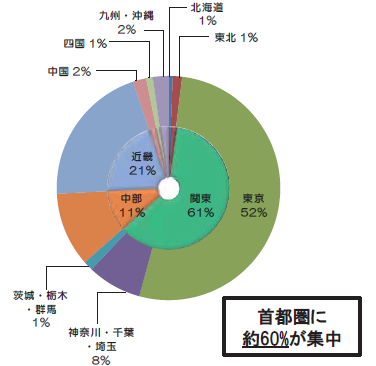 九州・沖縄
2%
北海道
1%
四国 1%
東北 1%
中国 2%
近畿
21%
中部
11%
関東
61%
東京
52%
茨城・栃木
・群馬
1%
神奈川・千葉
・埼玉
8%
首都圏に
約60%が集中